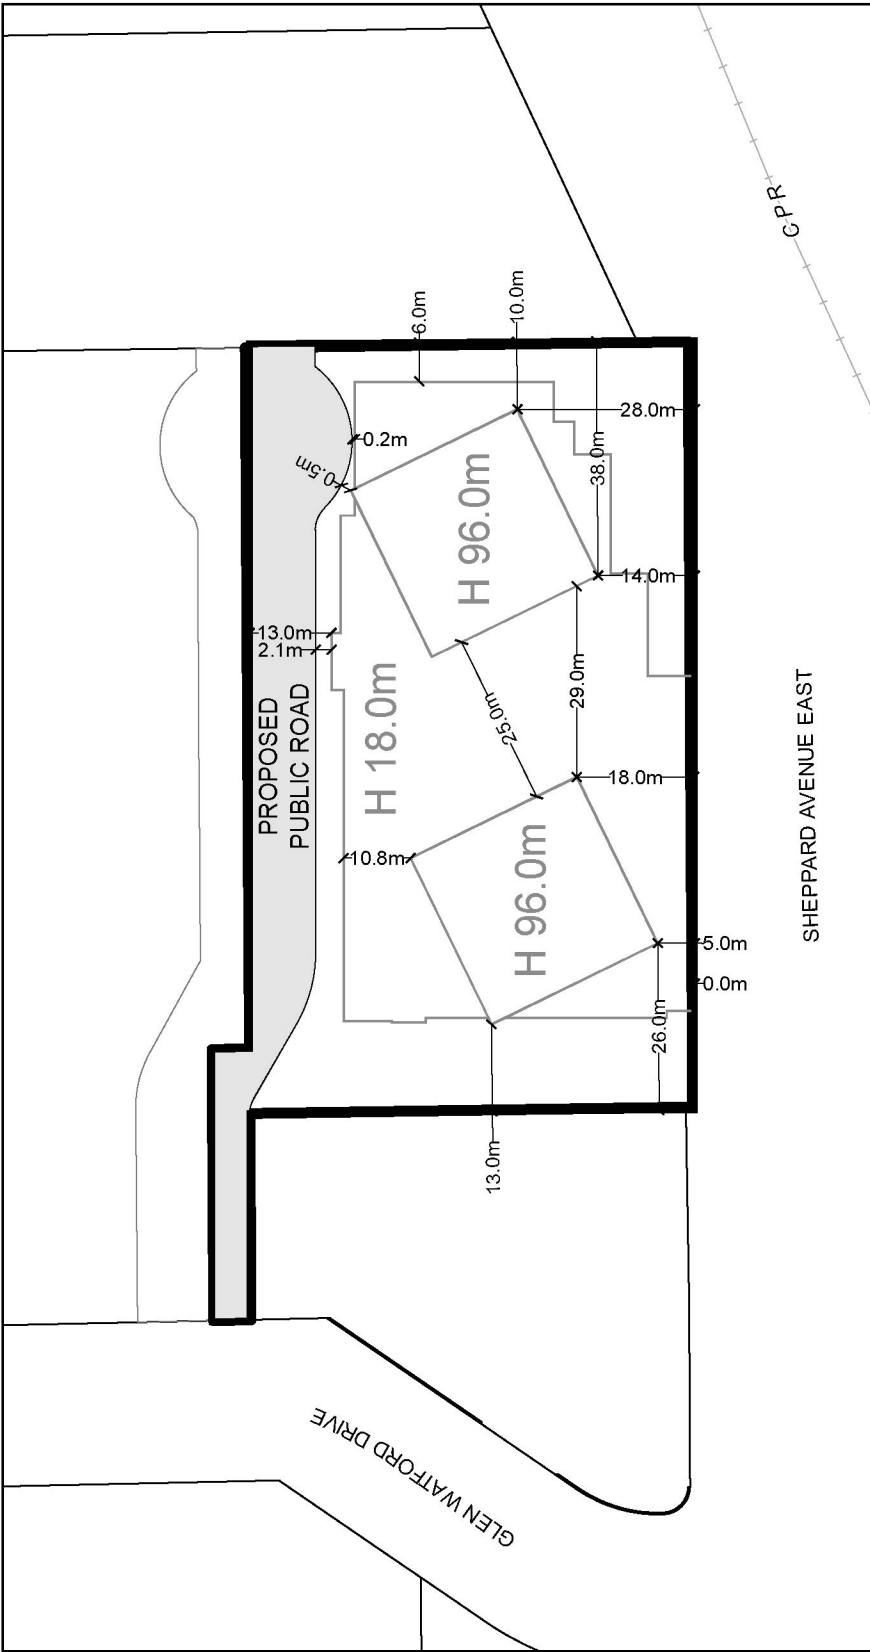 CPR
6.0m
10.0m
28.0m
0.2m
0.5m
H 96.0m
38.0m
14.0m
13.0m
2.1m
PROPOSED
PUBLIC ROAD
H 18.0m
25.0m
29.0m
18.0m
10.8m
H 96.0m
SHEPPARD AVENUE EAST
5.0m
0.0m
26.0m
13.0m
GLEN WATFORD DRIVE